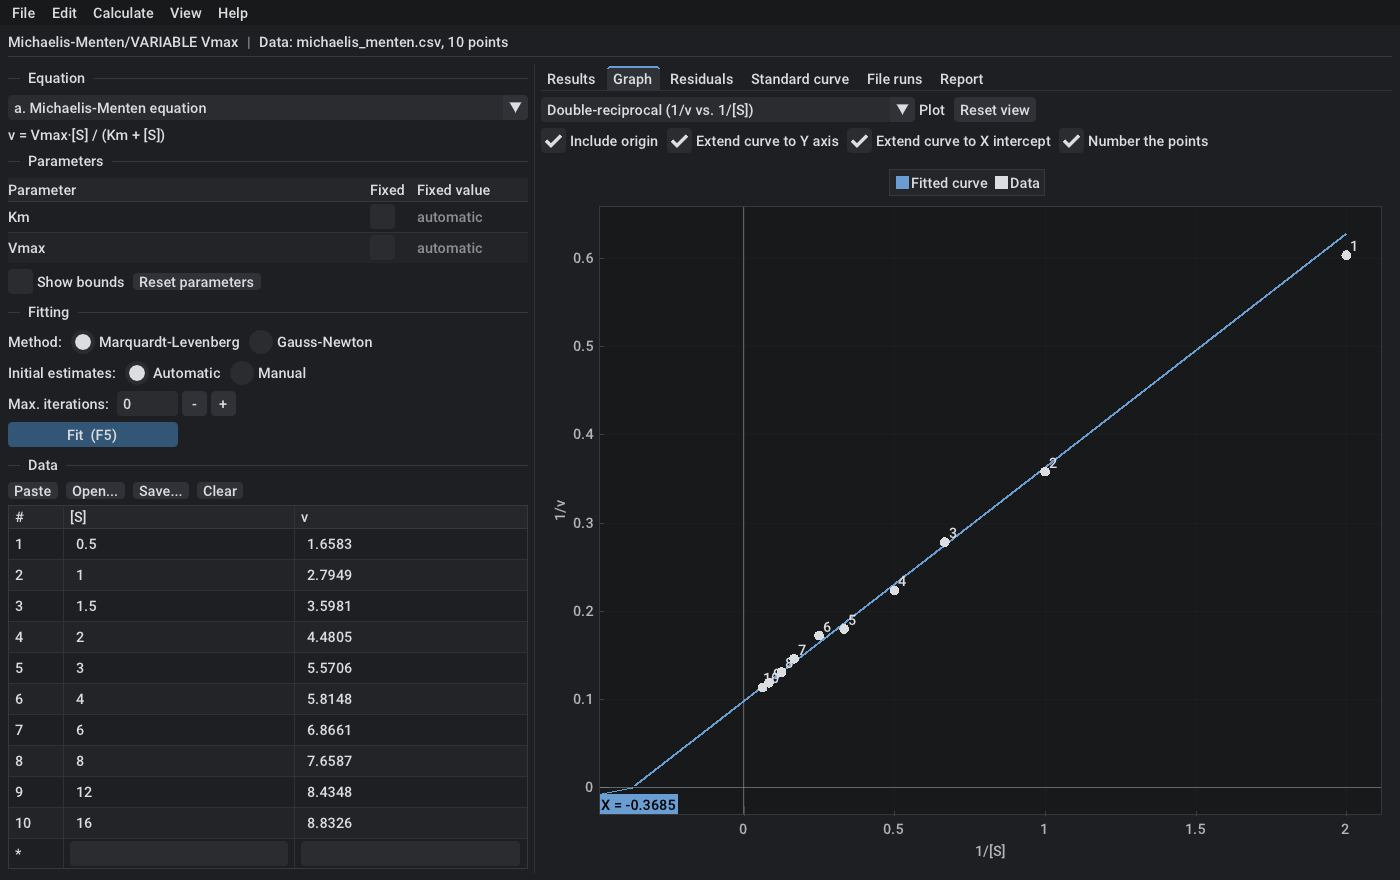 File Edit Calculate View Help
Michaelis-Menten/VARIABLE Vmax | Data: michaelis_menten.csv, 10 points
Equation
a. Michaelis-Menten equation
v = Vmax·[S] / (Km + [S])
Parameters
Parameter Fixed Fixed value
Km automatic
Vmax automatic
Show bounds Reset parameters
Fitting
Method: Marquardt-Levenberg Gauss-Newton
Initial estimates: Automatic Manual
Max. iterations: 0 - +
Fit (F5)
Data
Paste Open... Save... Clear
# [S] v
1 0.5 1.6583
2 1 2.7949
3 1.5 3.5981
4 2 4.4805
5 3 5.5706
6 4 5.8148
7 6 6.8661
8 8 7.6587
9 12 8.4348
10 16 8.8326
*
Results Graph Residuals Standard curve File runs Report
Double-reciprocal (1/v vs. 1/[S]) Plot Reset view
Include origin Extend curve to Y axis Extend curve to X intercept Number the points
Fitted curve Data
1
0.6
0.5
2
0.4
3
0.3
4
5
6
0.2
7
8
10
0.1
0
1/v
X = -0.3685
0 0.5 1 1.5 2
1/[S]